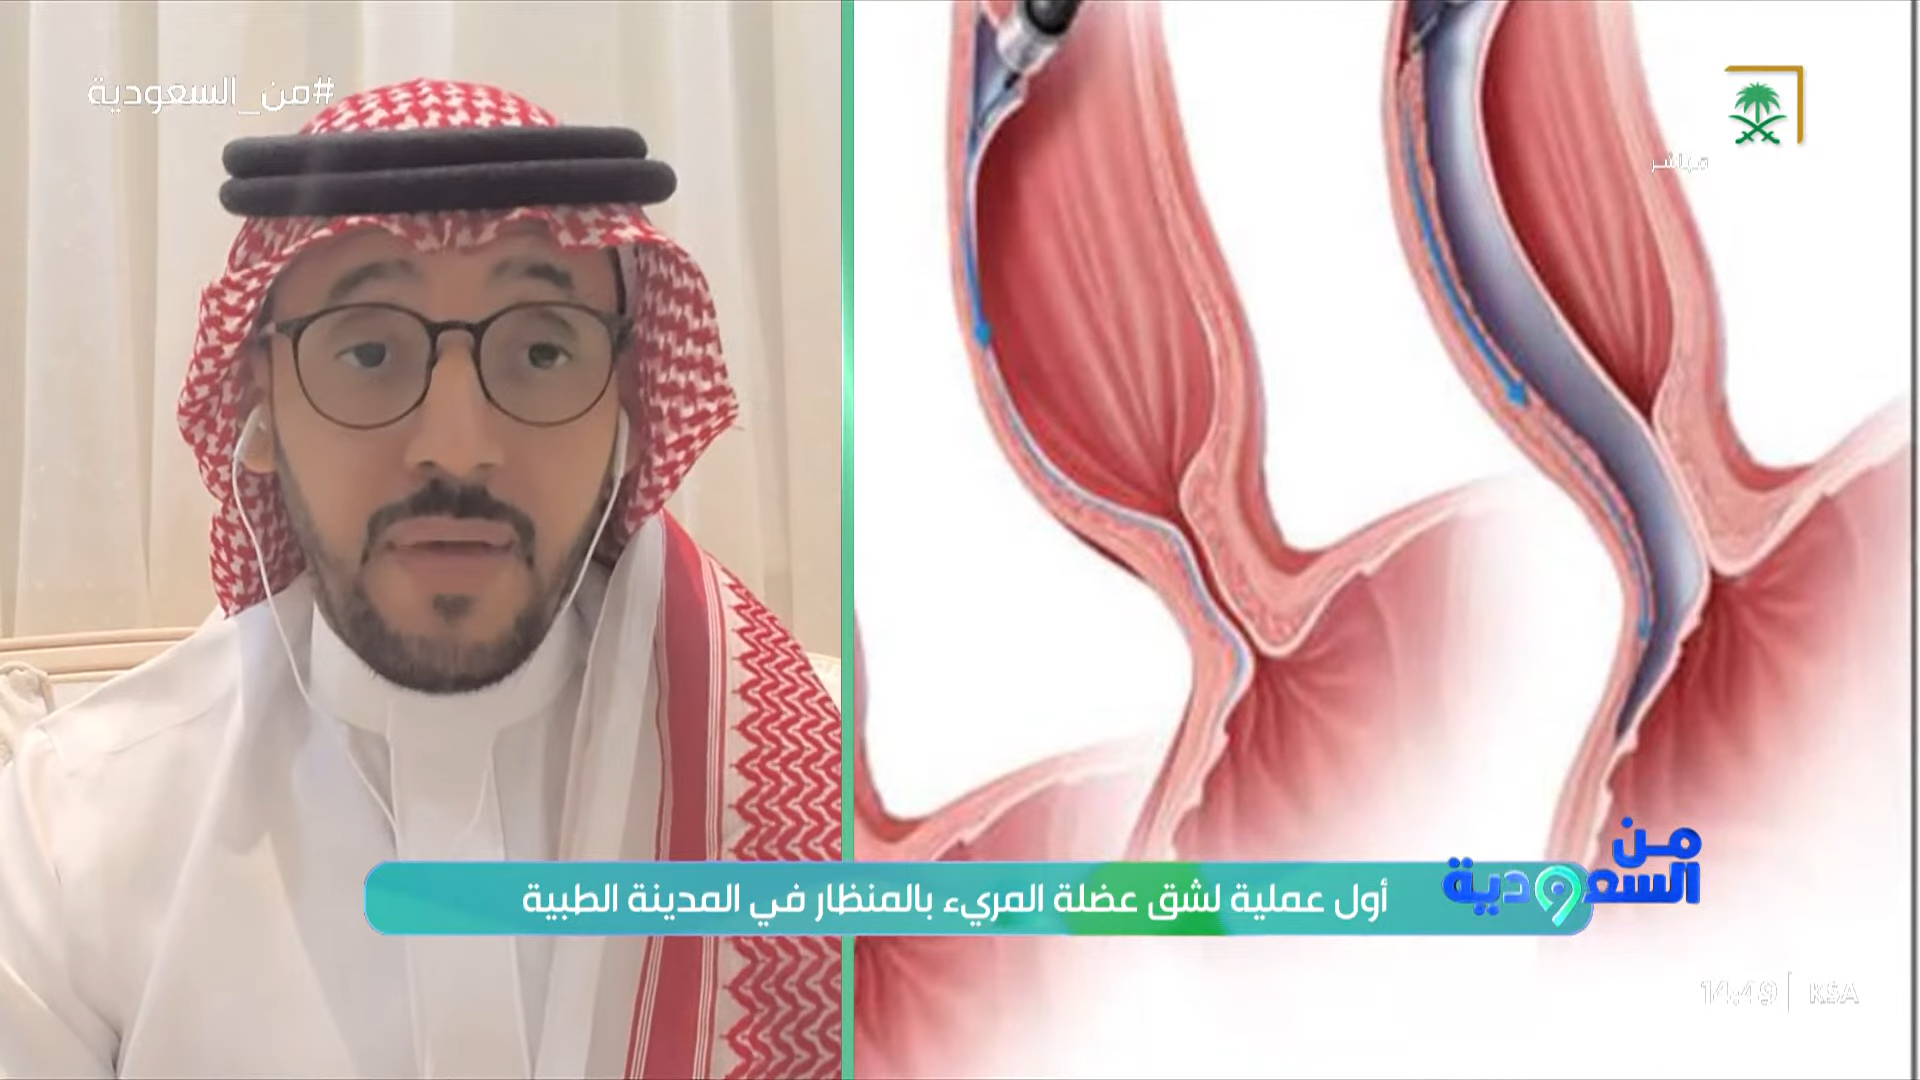 #من_السعودية
مباشر
أول عملية لشق عضلة المريء بالمنظار في المدينة الطبية
من
السعودية
14:49 | KSA